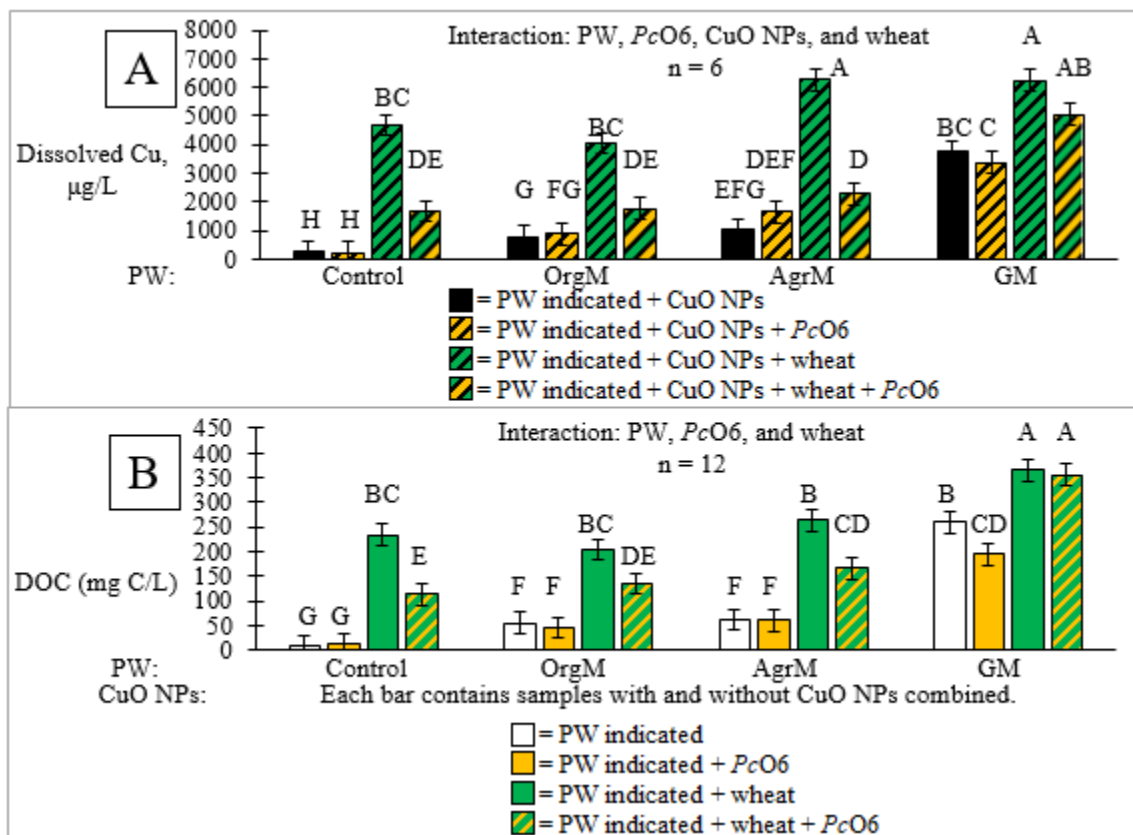 A
Interaction: PW, PcO6, CuO NPs, and wheat
n = 6
Dissolved Cu,
μg/L
8000
7000
6000
5000
4000
3000
2000
1000
0
H H BC DE
G FG BC DE
EFG DEF A D
BC C A AB
PW: Control OrgM AgrM GM
= PW indicated + CuO NPs
= PW indicated + CuO NPs + PcO6
= PW indicated + CuO NPs + wheat
= PW indicated + CuO NPs + wheat + PcO6
B
Interaction: PW, PcO6, and wheat
n = 12
DOC (mg C/L)
450
400
350
300
250
200
150
100
50
0
G G BC E
F F BC DE
F F B CD
B CD A A
PW: Control OrgM AgrM GM
CuO NPs: Each bar contains samples with and without CuO NPs combined.
= PW indicated
= PW indicated + PcO6
= PW indicated + wheat
= PW indicated + wheat + PcO6